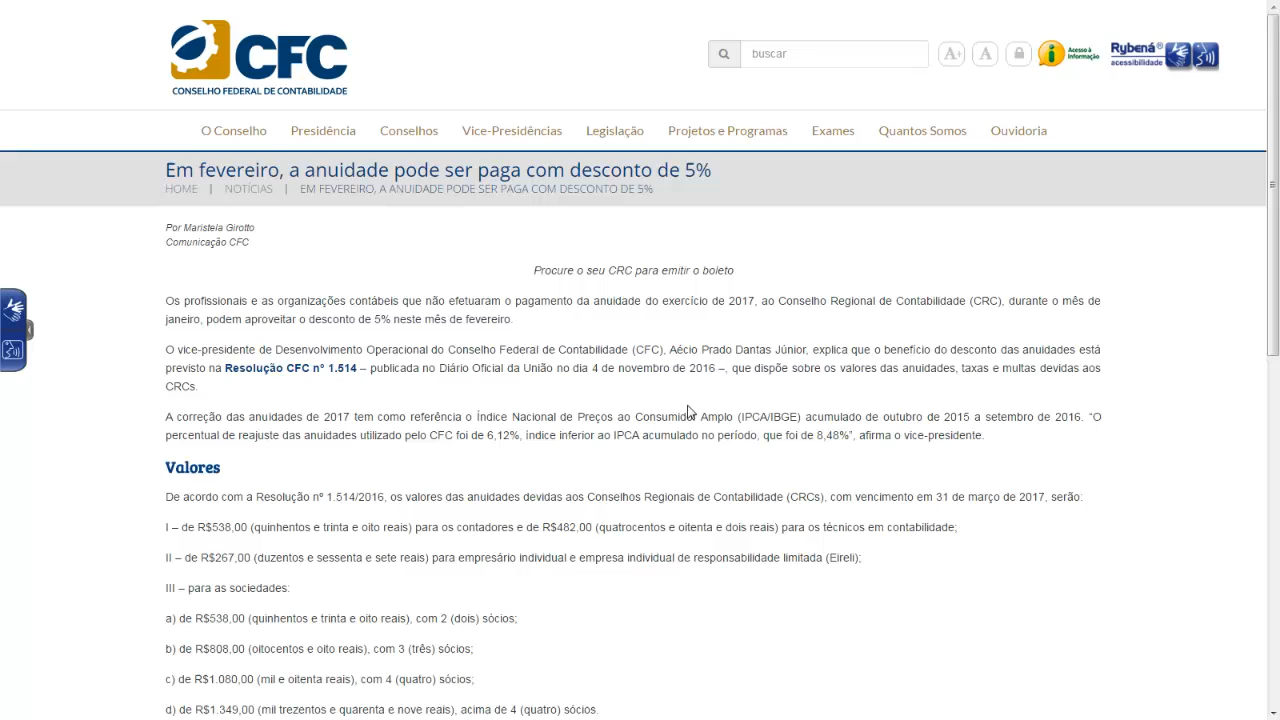 CFC
CONSELHO FEDERAL DE CONTABILIDADE
buscar
A+
A
Acesso à
Informação
Rybená®
acessibilidade
O Conselho
Presidência
Conselhos
Vice-Presidências
Legislação
Projetos e Programas
Exames
Quantos Somos
Ouvidoria
Em fevereiro, a anuidade pode ser paga com desconto de 5%
HOME | NOTÍCIAS | EM FEVEREIRO, A ANUIDADE PODE SER PAGA COM DESCONTO DE 5%
Por Maristela Girotto
Comunicação CFC
Procure o seu CRC para emitir o boleto
Os profissionais e as organizações contábeis que não efetuaram o pagamento da anuidade do exercício de 2017, ao Conselho Regional de Contabilidade (CRC), durante o mês de
janeiro, podem aproveitar o desconto de 5% neste mês de fevereiro.
O vice-presidente de Desenvolvimento Operacional do Conselho Federal de Contabilidade (CFC), Aécio Prado Dantas Júnior, explica que o benefício do desconto das anuidades está
previsto na Resolução CFC nº 1.514 – publicada no Diário Oficial da União no dia 4 de novembro de 2016 –, que dispõe sobre os valores das anuidades, taxas e multas devidas aos
CRCs.
A correção das anuidades de 2017 tem como referência o Índice Nacional de Preços ao Consumidor Amplo (IPCA/IBGE) acumulado de outubro de 2015 a setembro de 2016. “O
percentual de reajuste das anuidades utilizado pelo CFC foi de 6,12%, índice inferior ao IPCA acumulado no período, que foi de 8,48%”, afirma o vice-presidente.
Valores
De acordo com a Resolução nº 1.514/2016, os valores das anuidades devidas aos Conselhos Regionais de Contabilidade (CRCs), com vencimento em 31 de março de 2017, serão:
I – de R$538,00 (quinhentos e trinta e oito reais) para os contadores e de R$482,00 (quatrocentos e oitenta e dois reais) para os técnicos em contabilidade;
II – de R$267,00 (duzentos e sessenta e sete reais) para empresário individual e empresa individual de responsabilidade limitada (Eireli);
III – para as sociedades:
a) de R$538,00 (quinhentos e trinta e oito reais), com 2 (dois) sócios;
b) de R$808,00 (oitocentos e oito reais), com 3 (três) sócios;
c) de R$1.080,00 (mil e oitenta reais), com 4 (quatro) sócios;
d) de R$1.349,00 (mil trezentos e quarenta e nove reais), acima de 4 (quatro) sócios.